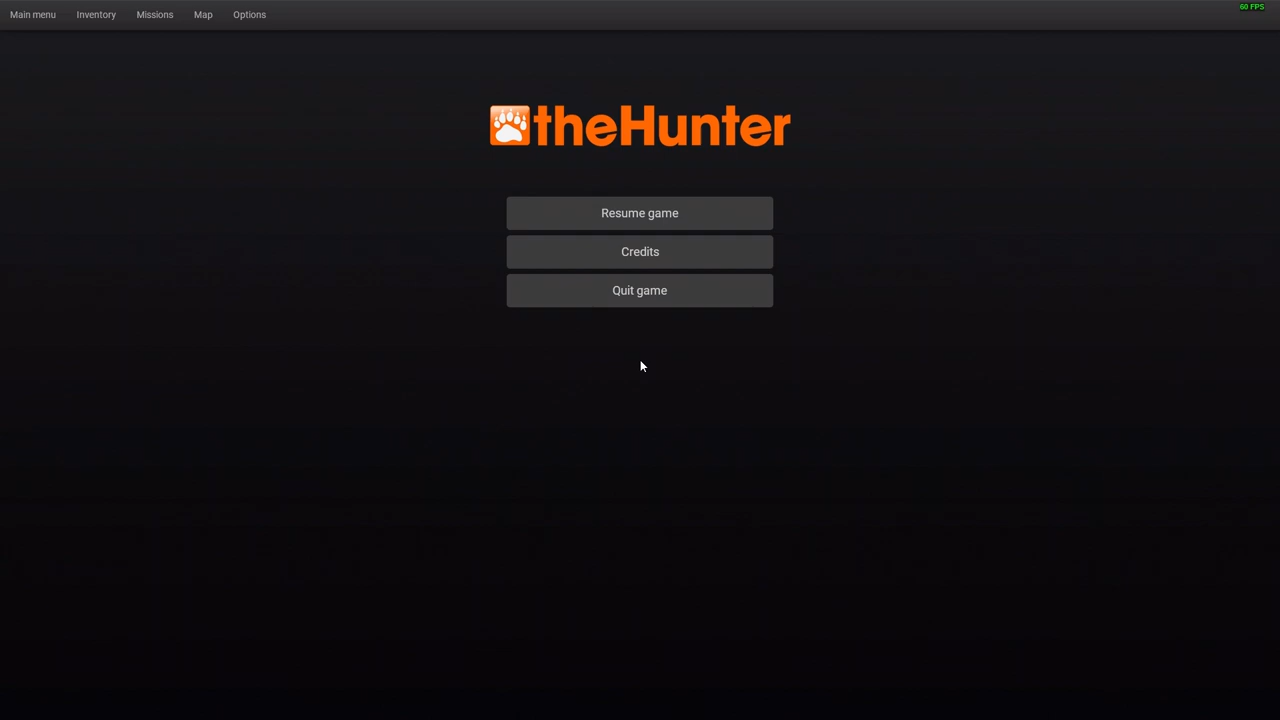 Main menu Inventory Missions Map Options
60 FPS
theHunter
Resume game
Credits
Quit game